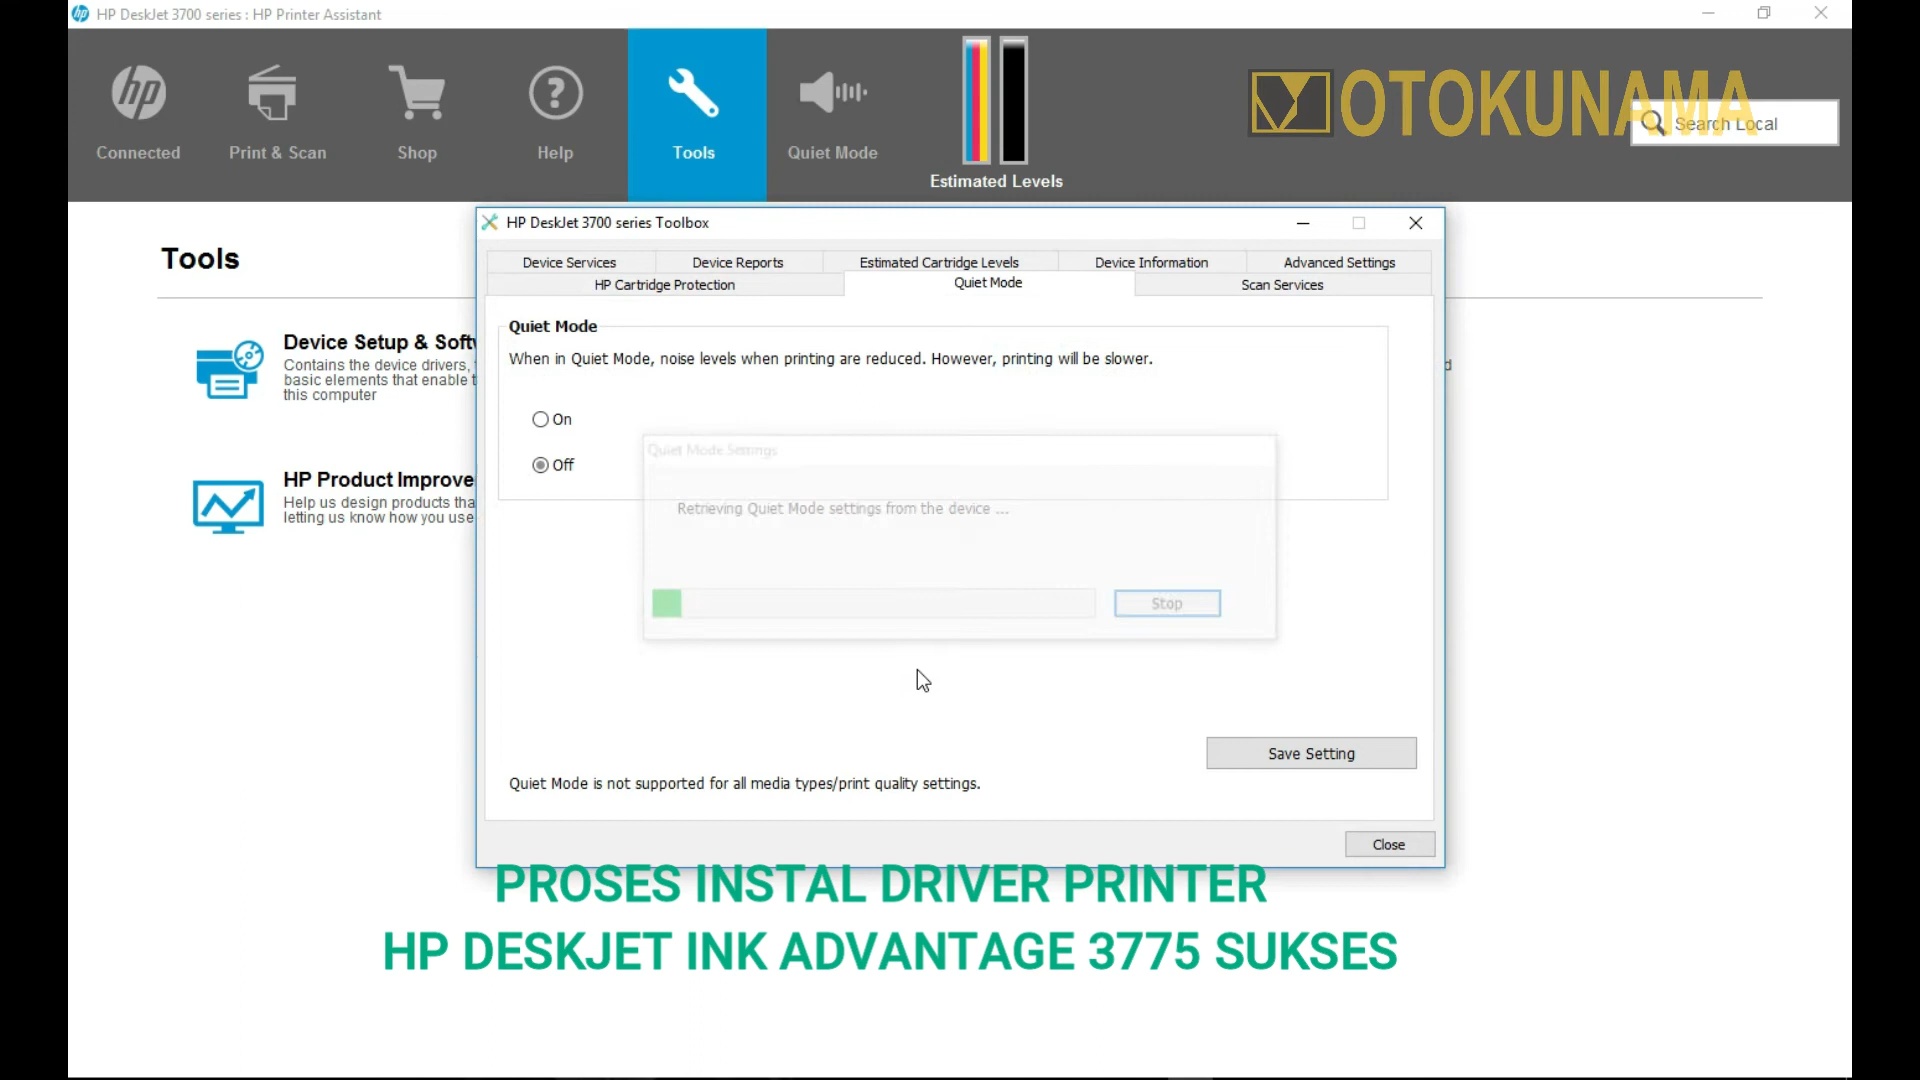 HP DeskJet 3700 series : HP Printer Assistant
hp
Connected
Print & Scan
Shop
Help
Tools
Quiet Mode
Estimated Levels
OTOKUNAMA
Search Local
Tools
Device Setup & Soft
Contains the device drivers,
basic elements that enable t
this computer
HP Product Improve
Help us design products tha
letting us know how you use
d
HP DeskJet 3700 series Toolbox
Device Services
Device Reports
Estimated Cartridge Levels
Device Information
Advanced Settings
HP Cartridge Protection
Quiet Mode
Scan Services
Quiet Mode
When in Quiet Mode, noise levels when printing are reduced. However, printing will be slower.
On
Off
Quiet Mode Settings
Retrieving Quiet Mode settings from the device ...
Stop
Save Setting
Quiet Mode is not supported for all media types/print quality settings.
Close
PROSES INSTAL DRIVER PRINTER
HP DESKJET INK ADVANTAGE 3775 SUKSES